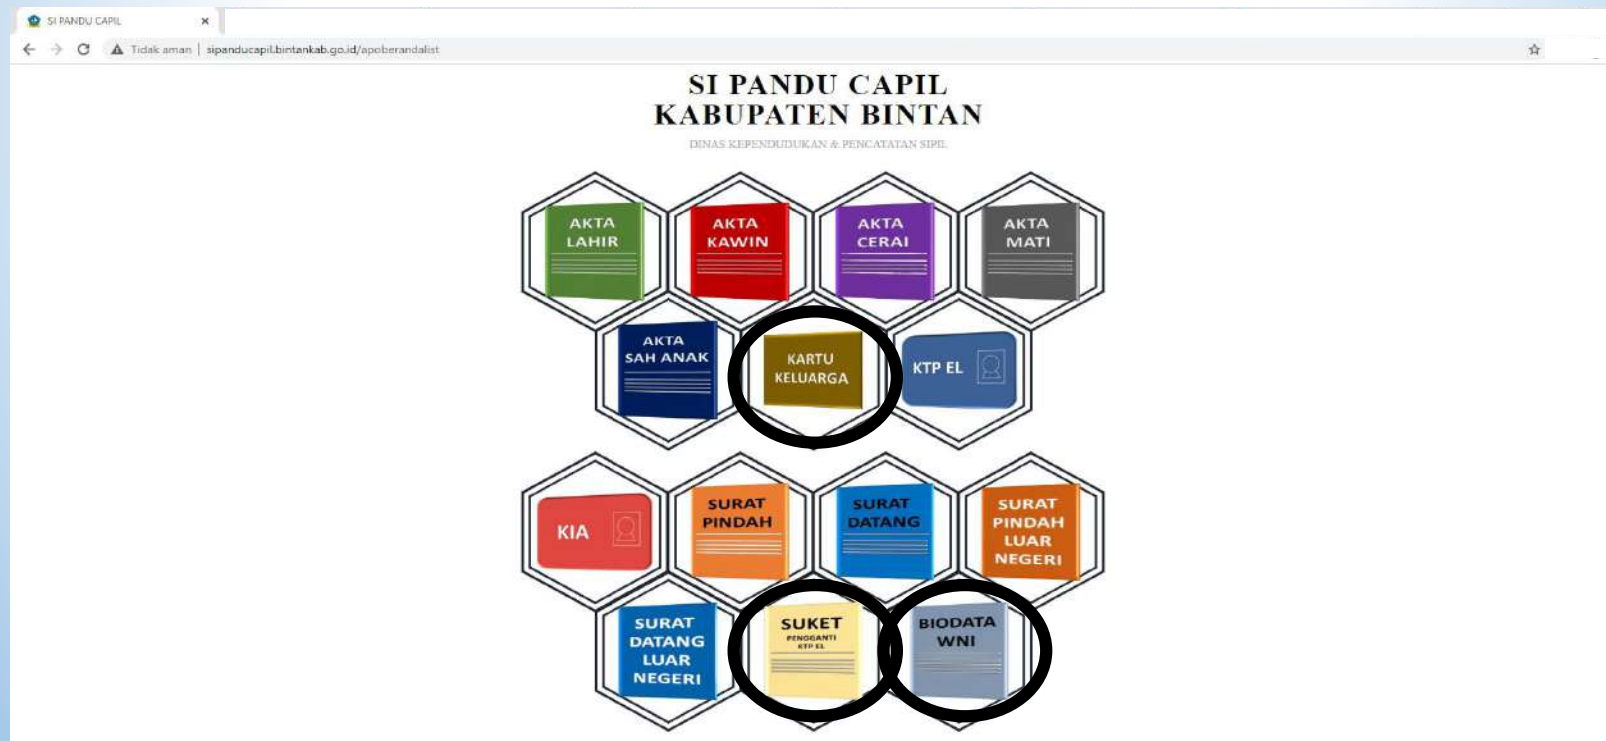 SI PANDU CAPIL
Tidak aman | sipanducapil.bintankab.go.id/apoberandalist
SI PANDU CAPIL
KABUPATEN BINTAN
DINAS KEPENDUDUKAN & PENCATATAN SIPIL
AKTA
LAHIR
AKTA
KAWIN
AKTA
CERAI
AKTA
MATI
AKTA
SAH ANAK
KARTU
KELUARGA
KTP EL
KIA
SURAT
PINDAH
SURAT
DATANG
SURAT
PINDAH
LUAR
NEGERI
SURAT
DATANG
LUAR
NEGERI
SUKET
PENGGANTI
KTP EL
BIODATA
WNI